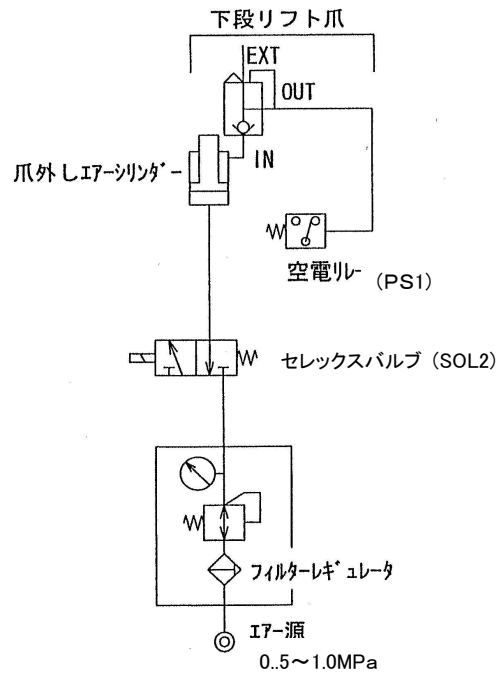 下段リフト爪
EXT
OUT
IN
爪外しエアーシリンダー
空電リレー (PS1)
セレックスバルブ (SOL2)
フィルターレギュレータ
エアー源
0..5～1.0MPa